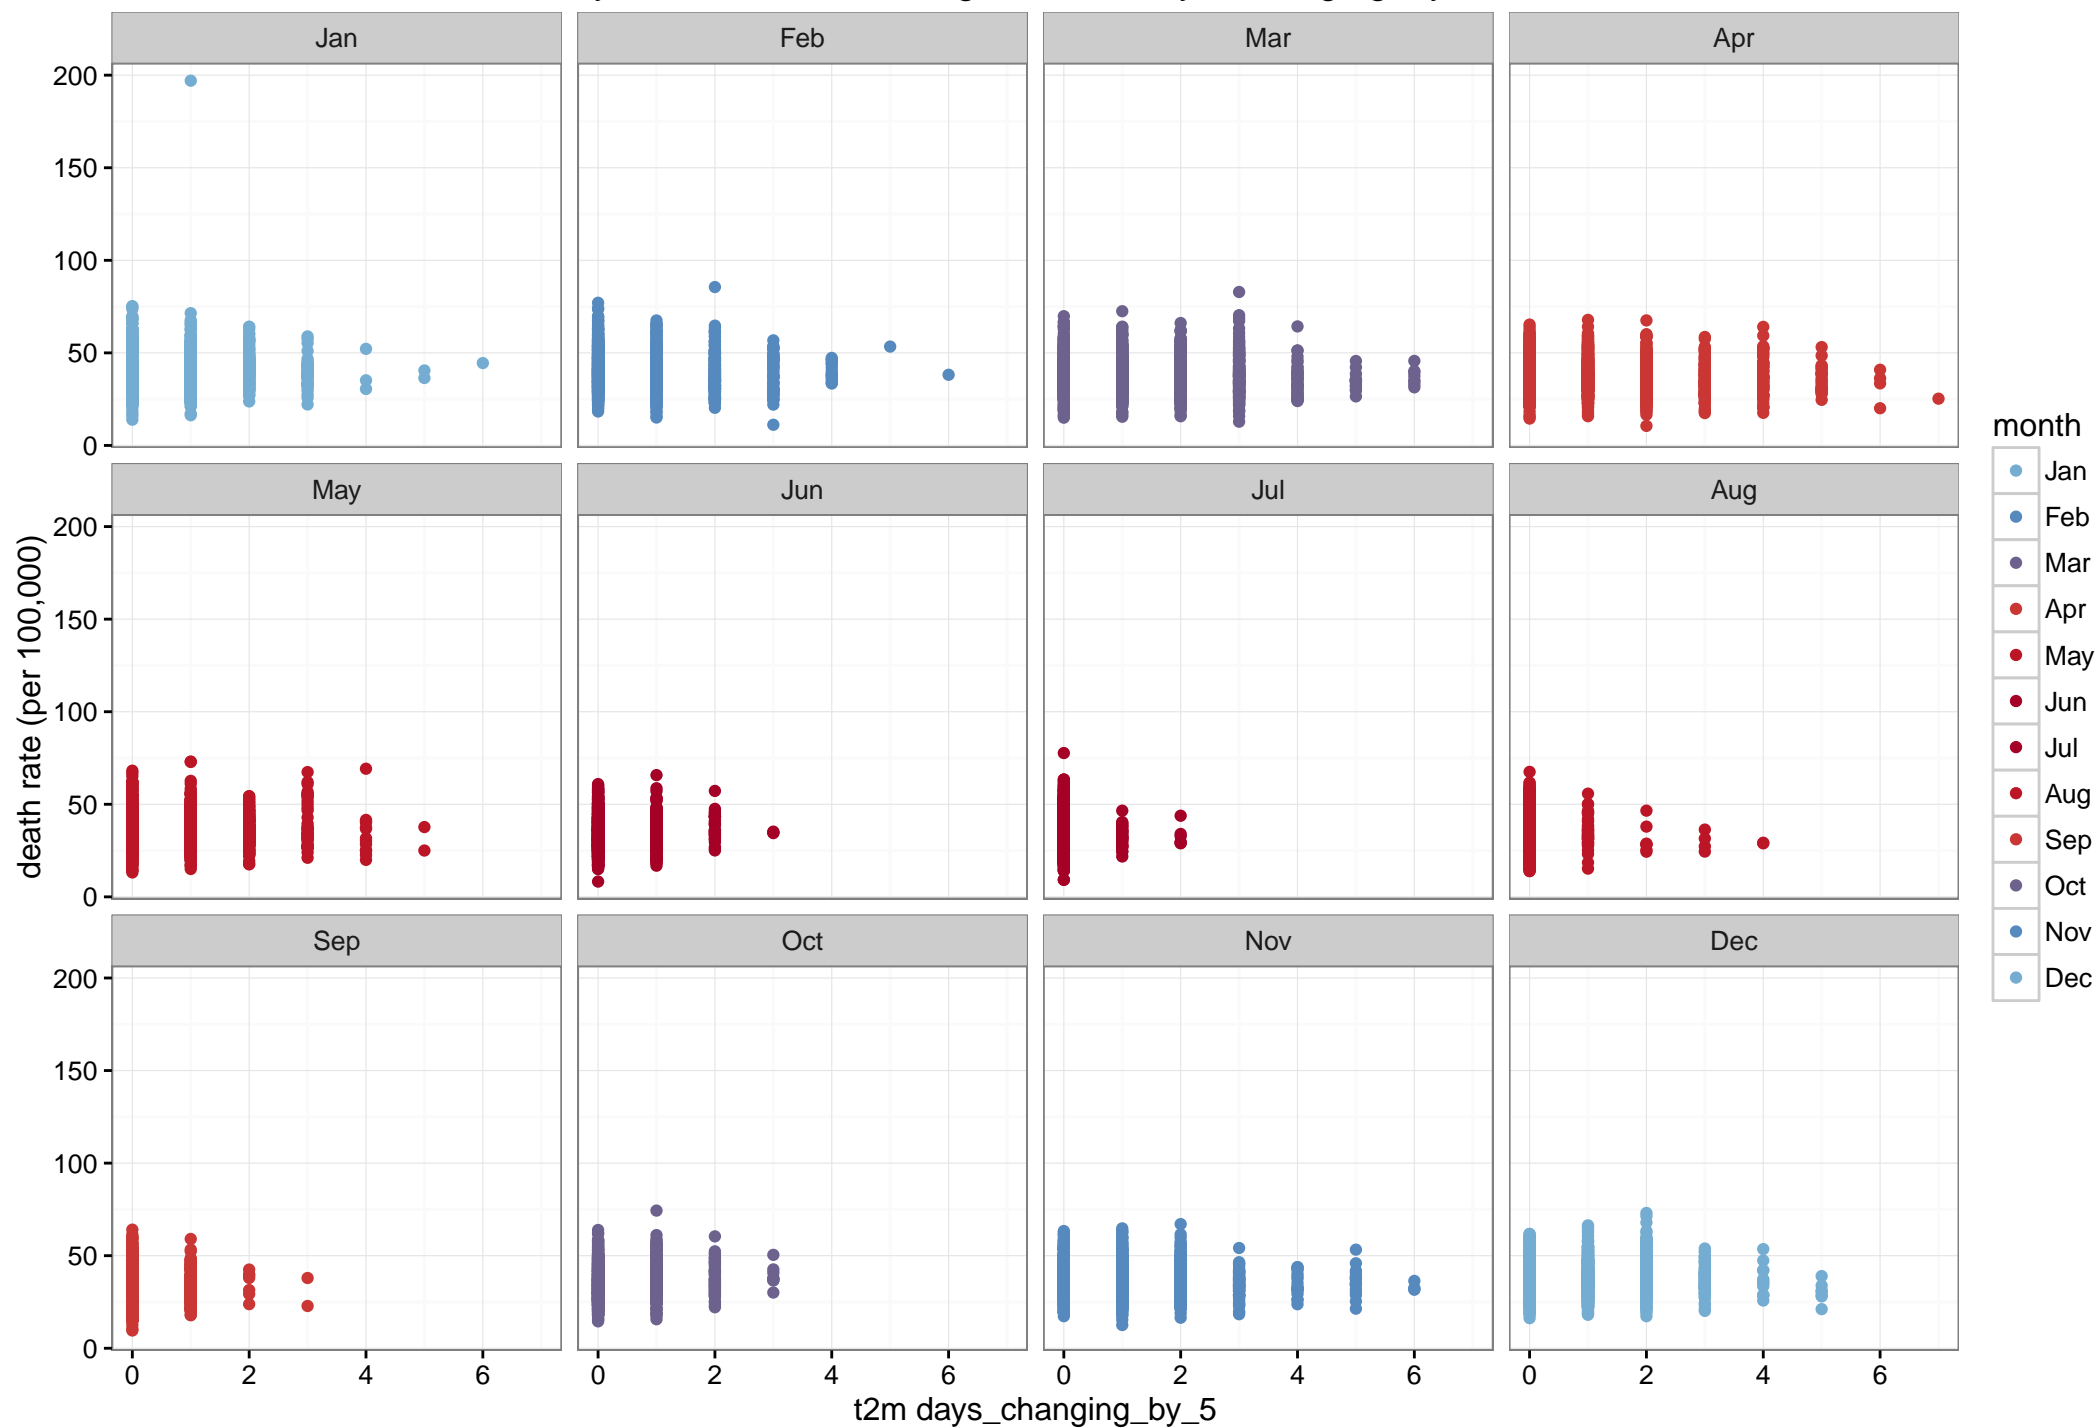 Jan Feb Mar Apr
200
150
100
50
0
May Jun Jul Aug
200
150
100
50
0
Sep Oct Nov Dec
200
150
100
50
0
0 2 4 6 0 2 4 6 0 2 4 6 0 2 4 6
t2m days_changing_by_5
death rate (per 100,000)
month
Jan
Feb
Mar
Apr
May
Jun
Jul
Aug
Sep
Oct
Nov
Dec